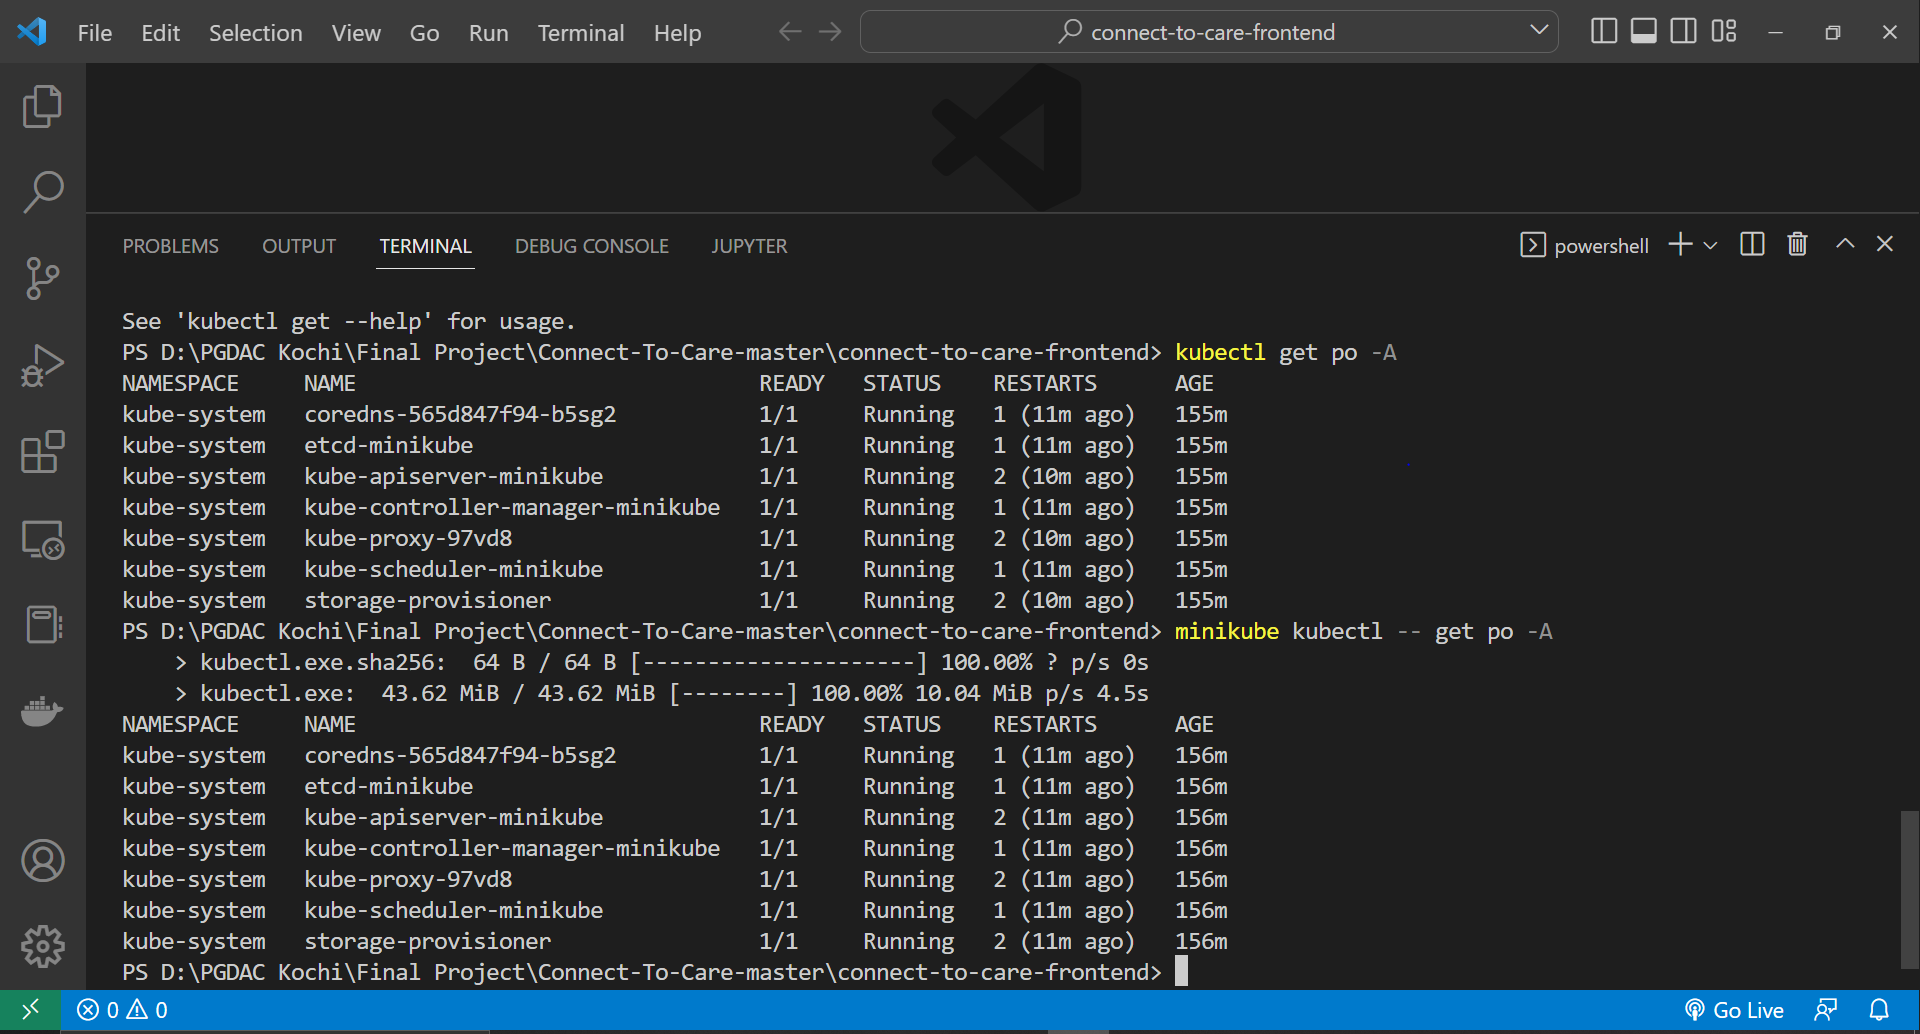 File Edit Selection View Go Run Terminal Help connect-to-care-frontend
PROBLEMS OUTPUT TERMINAL DEBUG CONSOLE JUPYTER powershell
See 'kubectl get --help' for usage.
PS D:\PGDAC Kochi\Final Project\Connect-To-Care-master\connect-to-care-frontend> kubectl get po -A
NAMESPACE NAME READY STATUS RESTARTS AGE
kube-system coredns-565d847f94-b5sg2 1/1 Running 1 (11m ago) 155m
kube-system etcd-minikube 1/1 Running 1 (11m ago) 155m
kube-system kube-apiserver-minikube 1/1 Running 2 (10m ago) 155m
kube-system kube-controller-manager-minikube 1/1 Running 1 (11m ago) 155m
kube-system kube-proxy-97vd8 1/1 Running 2 (10m ago) 155m
kube-system kube-scheduler-minikube 1/1 Running 1 (11m ago) 155m
kube-system storage-provisioner 1/1 Running 2 (10m ago) 155m
PS D:\PGDAC Kochi\Final Project\Connect-To-Care-master\connect-to-care-frontend> minikube kubectl -- get po -A
> kubectl.exe.sha256: 64 B / 64 B [---------------------] 100.00% ? p/s 0s
> kubectl.exe: 43.62 MiB / 43.62 MiB [--------] 100.00% 10.04 MiB p/s 4.5s
NAMESPACE NAME READY STATUS RESTARTS AGE
kube-system coredns-565d847f94-b5sg2 1/1 Running 1 (11m ago) 156m
kube-system etcd-minikube 1/1 Running 1 (11m ago) 156m
kube-system kube-apiserver-minikube 1/1 Running 2 (11m ago) 156m
kube-system kube-controller-manager-minikube 1/1 Running 1 (11m ago) 156m
kube-system kube-proxy-97vd8 1/1 Running 2 (11m ago) 156m
kube-system kube-scheduler-minikube 1/1 Running 1 (11m ago) 156m
kube-system storage-provisioner 1/1 Running 2 (11m ago) 156m
PS D:\PGDAC Kochi\Final Project\Connect-To-Care-master\connect-to-care-frontend>
0 0 Go Live